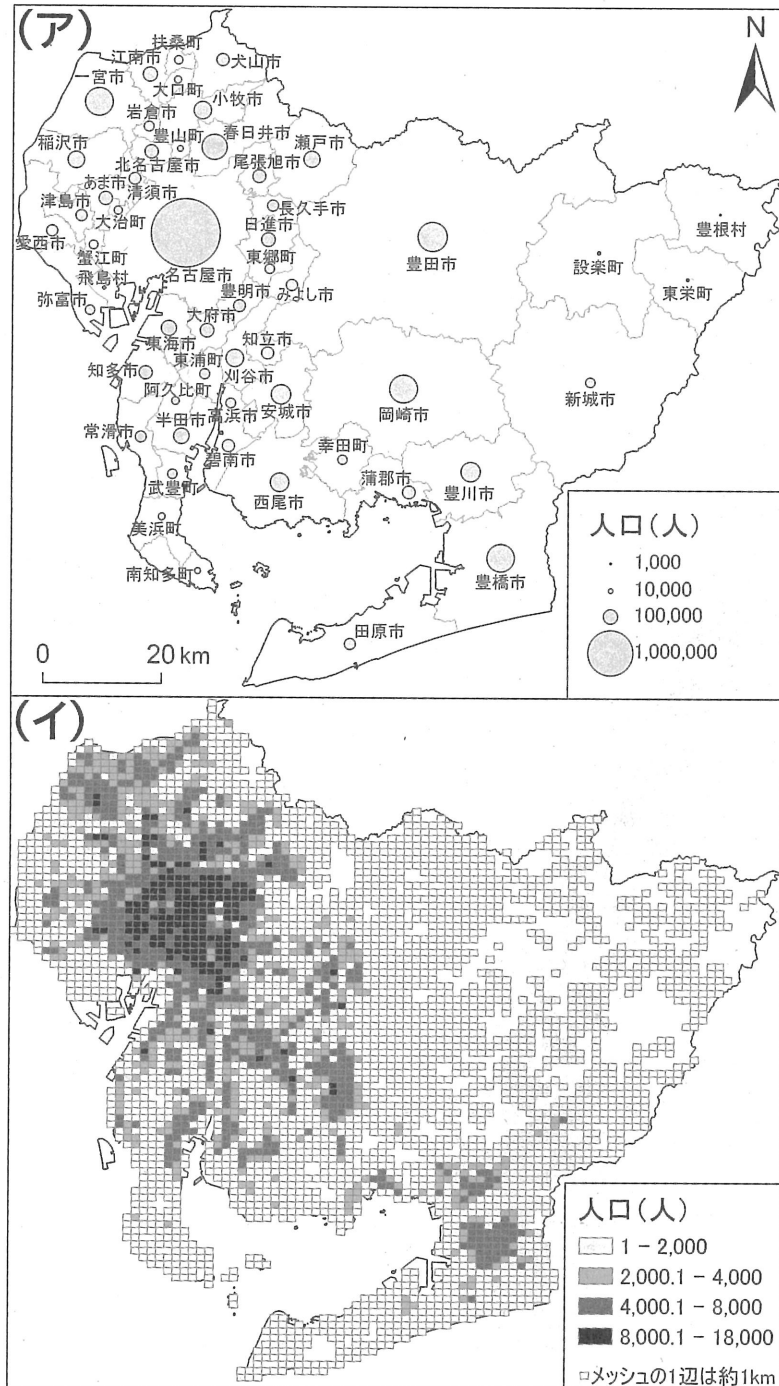 (ア)
N
扶桑町
江南市
犬山市
一宮市
大口町
小牧市
岩倉市
豊山町
春日井市
瀬戸市
稲沢市
北名古屋市
尾張旭市
あま市
清須市
津島市
大治町
長久手市
愛西市
日進市
豊根村
蟹江町
東郷町
豊田市
設楽町
飛島村
名古屋市
東栄町
弥富市
豊明市
みよし市
大府市
東海市
知立市
東浦町
知多市
刈谷市
阿久比町
高浜市
安城市
岡崎市
新城市
常滑市
半田市
碧南市
幸田町
武豊町
西尾市
蒲郡市
豊川市
美浜町
南知多町
豊橋市
田原市
0 20 km
人口(人)
1,000
10,000
100,000
1,000,000
(イ)
人口(人)
1 - 2,000
2,000.1 - 4,000
4,000.1 - 8,000
8,000.1 - 18,000
□メッシュの1辺は約1km